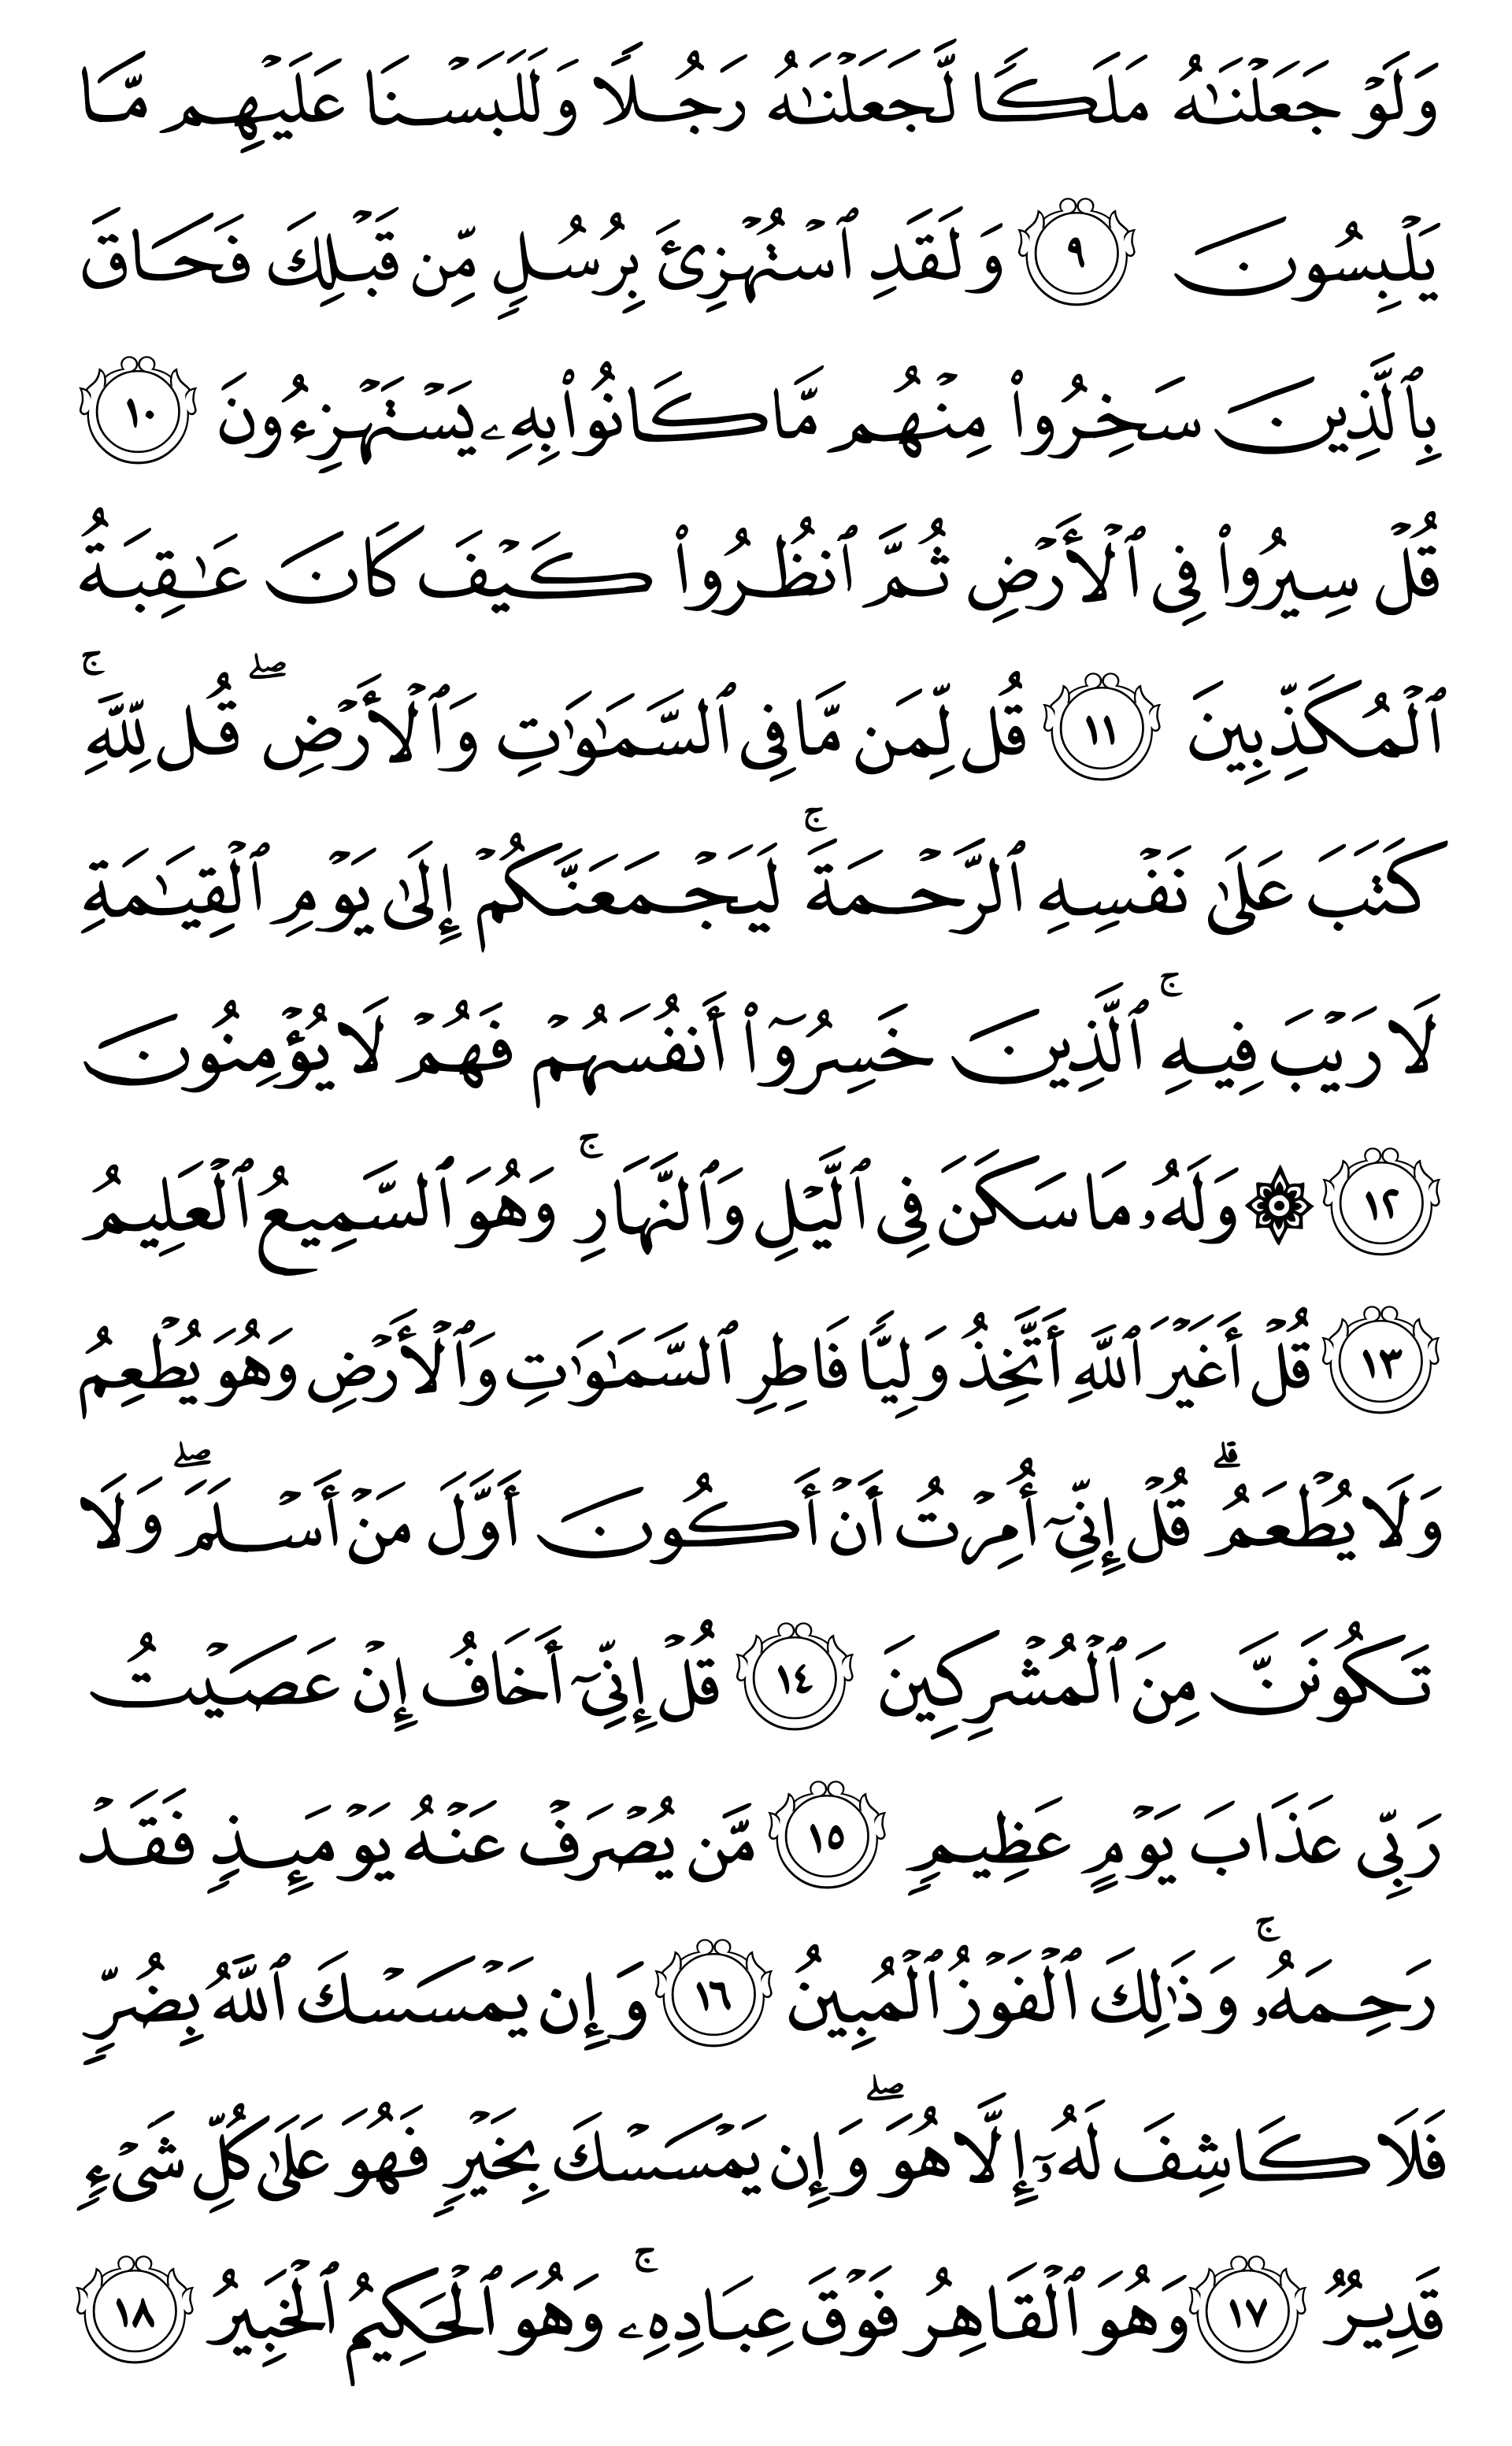 وَلَوۡ جَعَلۡنَٰهُ مَلَكٗا لَّجَعَلۡنَٰهُ رَجُلٗا وَلَلَبَسۡنَا عَلَيۡهِم مَّا
يَلۡبِسُونَ ٩ وَلَقَدِ ٱسۡتُهۡزِئَ بِرُسُلٖ مِّن قَبۡلِكَ فَحَاقَ
بِٱلَّذِينَ سَخِرُواْ مِنۡهُم مَّا كَانُواْ بِهِۦ يَسۡتَهۡزِءُونَ ١٠
قُلۡ سِيرُواْ فِي ٱلۡأَرۡضِ ثُمَّ ٱنظُرُواْ كَيۡفَ كَانَ عَٰقِبَةُ
ٱلۡمُكَذِّبِينَ ١١ قُل لِّمَن مَّا فِي ٱلسَّمَٰوَٰتِ وَٱلۡأَرۡضِۖ قُل لِّلَّهِۚ
كَتَبَ عَلَىٰ نَفۡسِهِ ٱلرَّحۡمَةَۚ لَيَجۡمَعَنَّكُمۡ إِلَىٰ يَوۡمِ ٱلۡقِيَٰمَةِ
لَا رَيۡبَ فِيهِۚ ٱلَّذِينَ خَسِرُوٓاْ أَنفُسَهُمۡ فَهُمۡ لَا يُؤۡمِنُونَ
١٢ ۞ وَلَهُۥ مَا سَكَنَ فِي ٱلَّيۡلِ وَٱلنَّهَارِۚ وَهُوَ ٱلسَّمِيعُ ٱلۡعَلِيمُ
١٣ قُلۡ أَغَيۡرَ ٱللَّهِ أَتَّخِذُ وَلِيّٗا فَاطِرِ ٱلسَّمَٰوَٰتِ وَٱلۡأَرۡضِ وَهُوَ يُطۡعِمُ
وَلَا يُطۡعَمُۗ قُلۡ إِنِّيٓ أُمِرۡتُ أَنۡ أَكُونَ أَوَّلَ مَنۡ أَسۡلَمَۖ وَلَا
تَكُونَنَّ مِنَ ٱلۡمُشۡرِكِينَ ١٤ قُلۡ إِنِّيٓ أَخَافُ إِنۡ عَصَيۡتُ
رَبِّي عَذَابَ يَوۡمٍ عَظِيمٖ ١٥ مَّن يُصۡرَفۡ عَنۡهُ يَوۡمَئِذٖ فَقَدۡ
رَحِمَهُۥۚ وَذَٰلِكَ ٱلۡفَوۡزُ ٱلۡمُبِينُ ١٦ وَإِن يَمۡسَسۡكَ ٱللَّهُ بِضُرّٖ
فَلَا كَاشِفَ لَهُۥٓ إِلَّا هُوَۖ وَإِن يَمۡسَسۡكَ بِخَيۡرٖ فَهُوَ عَلَىٰ كُلِّ شَيۡءٖ
قَدِيرٞ ١٧ وَهُوَ ٱلۡقَاهِرُ فَوۡقَ عِبَادِهِۦۚ وَهُوَ ٱلۡحَكِيمُ ٱلۡخَبِيرُ ١٨